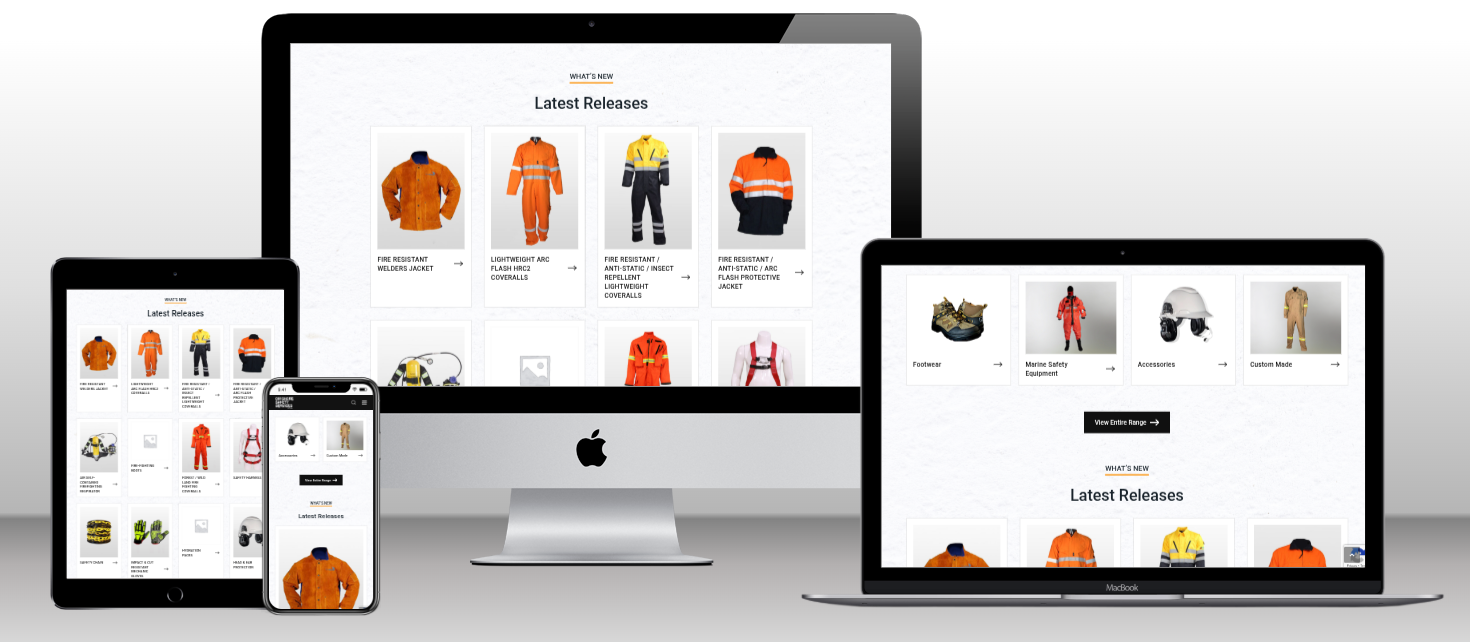 WHAT'S NEW
Latest Releases
FIRE RESISTANT
WELDERS JACKET
LIGHTWEIGHT ARC
FLASH HRC2
COVERALLS
FIRE RESISTANT /
ANTI-STATIC / INSECT
REPELLENT
LIGHTWEIGHT
COVERALLS
FIRE RESISTANT /
ANTI-STATIC / ARC
FLASH PROTECTIVE
JACKET
WHAT'S NEW
Latest Releases
FIRE RESISTANT
WELDERS JACKET
LIGHTWEIGHT
ARC FLASH HRC2
COVERALLS
FIRE RESISTANT /
ANTI-STATIC /
INSECT
REPELLENT
LIGHTWEIGHT
COVERALLS
FIRE RESISTANT /
ANTI-STATIC /
ARC FLASH
PROTECTIVE
JACKET
FIRE-FIGHTING
BOOTS
FOREST / WILD
LAND FIRE
FIGHTING
COVERALLS
SAFETY HARNESS
SAFETY CHAIN
IMPACT & CUT
RESISTANT
MECHANIC
GLOVES
HYDRATION
PACKS
9:41
OFFSHORE
SAFETY
SERVICES
Accessories
Custom Made
View Entire Range
WHAT'S NEW
Latest Releases
Footwear
Marine Safety
Equipment
Accessories
Custom Made
View Entire Range
WHAT'S NEW
Latest Releases
MacBook